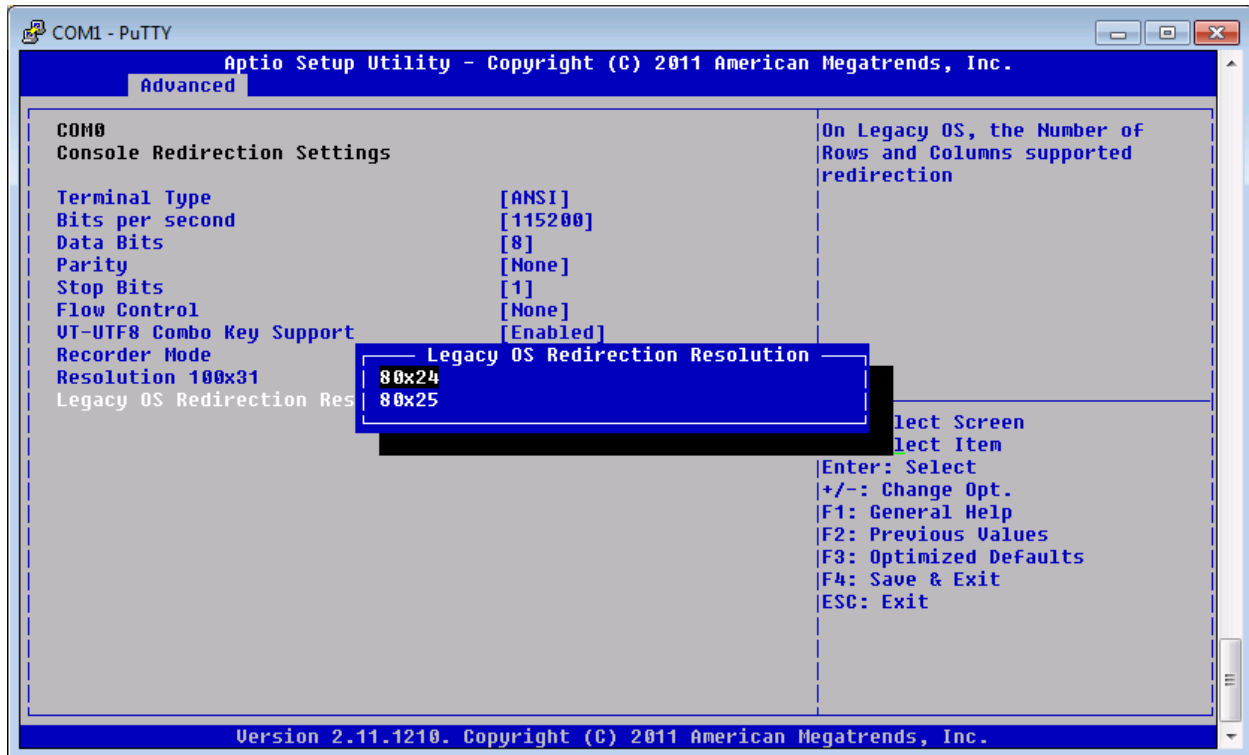 COM1 - PuTTY
Aptio Setup Utility - Copyright (C) 2011 American Megatrends, Inc.
Advanced
COM0
Console Redirection Settings
Terminal Type [ANSI]
Bits per second [115200]
Data Bits [8]
Parity [None]
Stop Bits [1]
Flow Control [None]
VT-UTF8 Combo Key Support [Enabled]
Recorder Mode
Resolution 100x31
Legacy OS Redirection Res
Legacy OS Redirection Resolution
80x24
80x25
On Legacy OS, the Number of
Rows and Columns supported
redirection
lect Screen
lect Item
Enter: Select
+/-: Change Opt.
F1: General Help
F2: Previous Values
F3: Optimized Defaults
F4: Save & Exit
ESC: Exit
Version 2.11.1210. Copyright (C) 2011 American Megatrends, Inc.